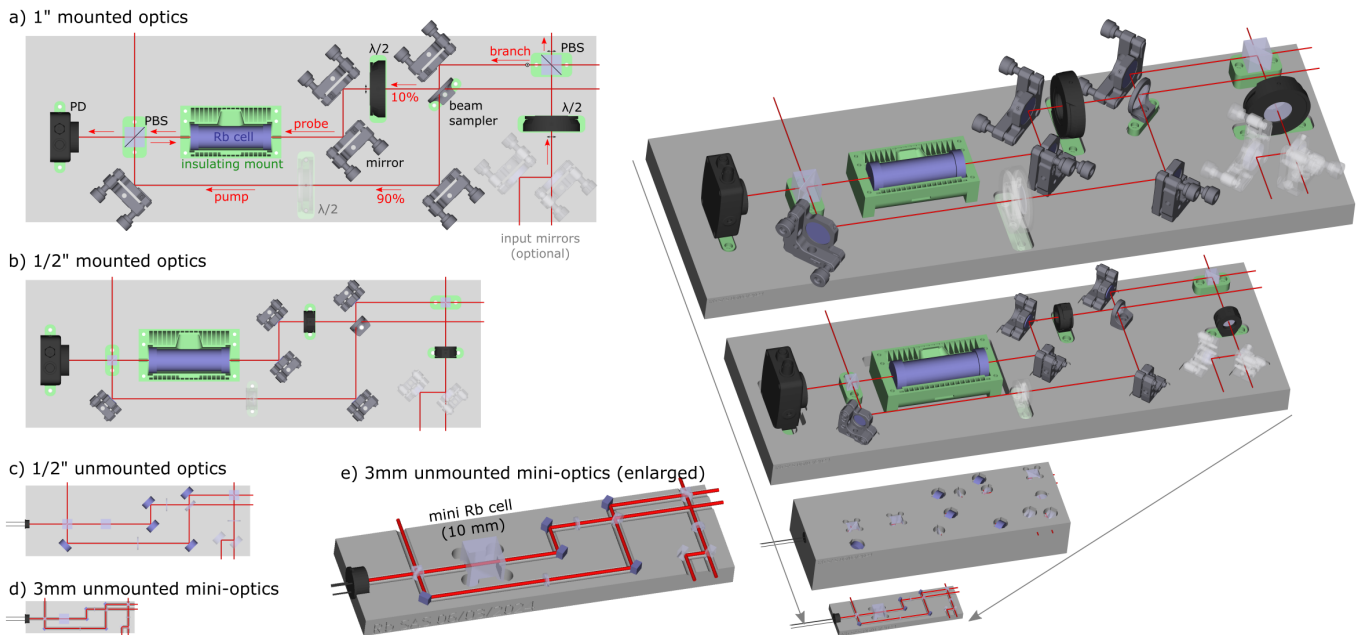 a) 1" mounted optics
PD
PBS
Rb cell
insulating mount
probe
λ/2
10%
branch
PBS
beam
sampler
λ/2
mirror
pump
λ/2
90%
input mirrors
(optional)
b) 1/2" mounted optics
c) 1/2" unmounted optics
d) 3mm unmounted mini-optics
e) 3mm unmounted mini-optics (enlarged)
mini Rb cell
(10 mm)